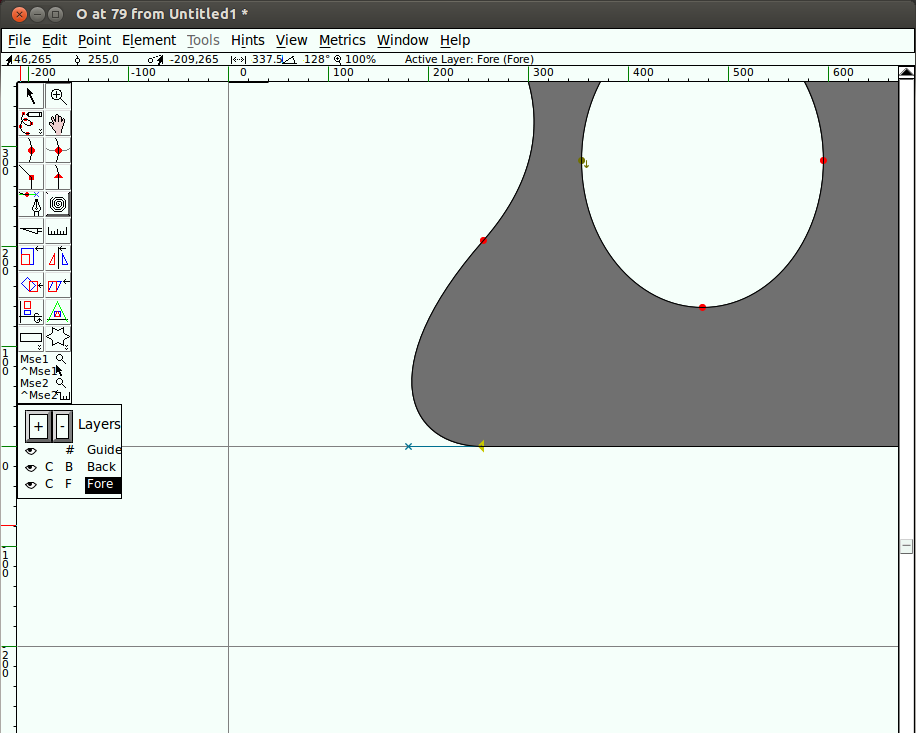 O at 79 from Untitled1 *
File Edit Point Element Tools Hints View Metrics Window Help
46,265 255,0 -209,265 337.5 128° 100% Active Layer: Fore (Fore)
-200 -100 0 100 200 300 400 500 600
300
200
100
Mse1
^Mse1
Mse2
^Mse2
+ - Layers
# Guide
C B Back
C F Fore
0
-100
-200